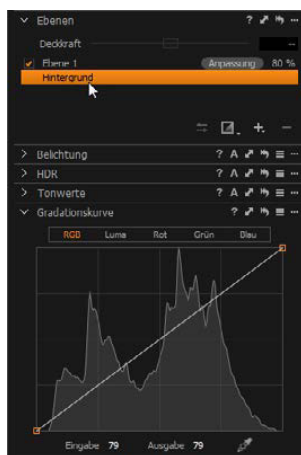 Ebenen ?
Deckkraft --
Ebene 1 Anpassung 80 %
Hintergrund
Belichtung ? A
HDR ? A
Tonwerte ? A
Gradationskurve ?
RGB Luma Rot Grün Blau
Eingabe 79 Ausgabe 79